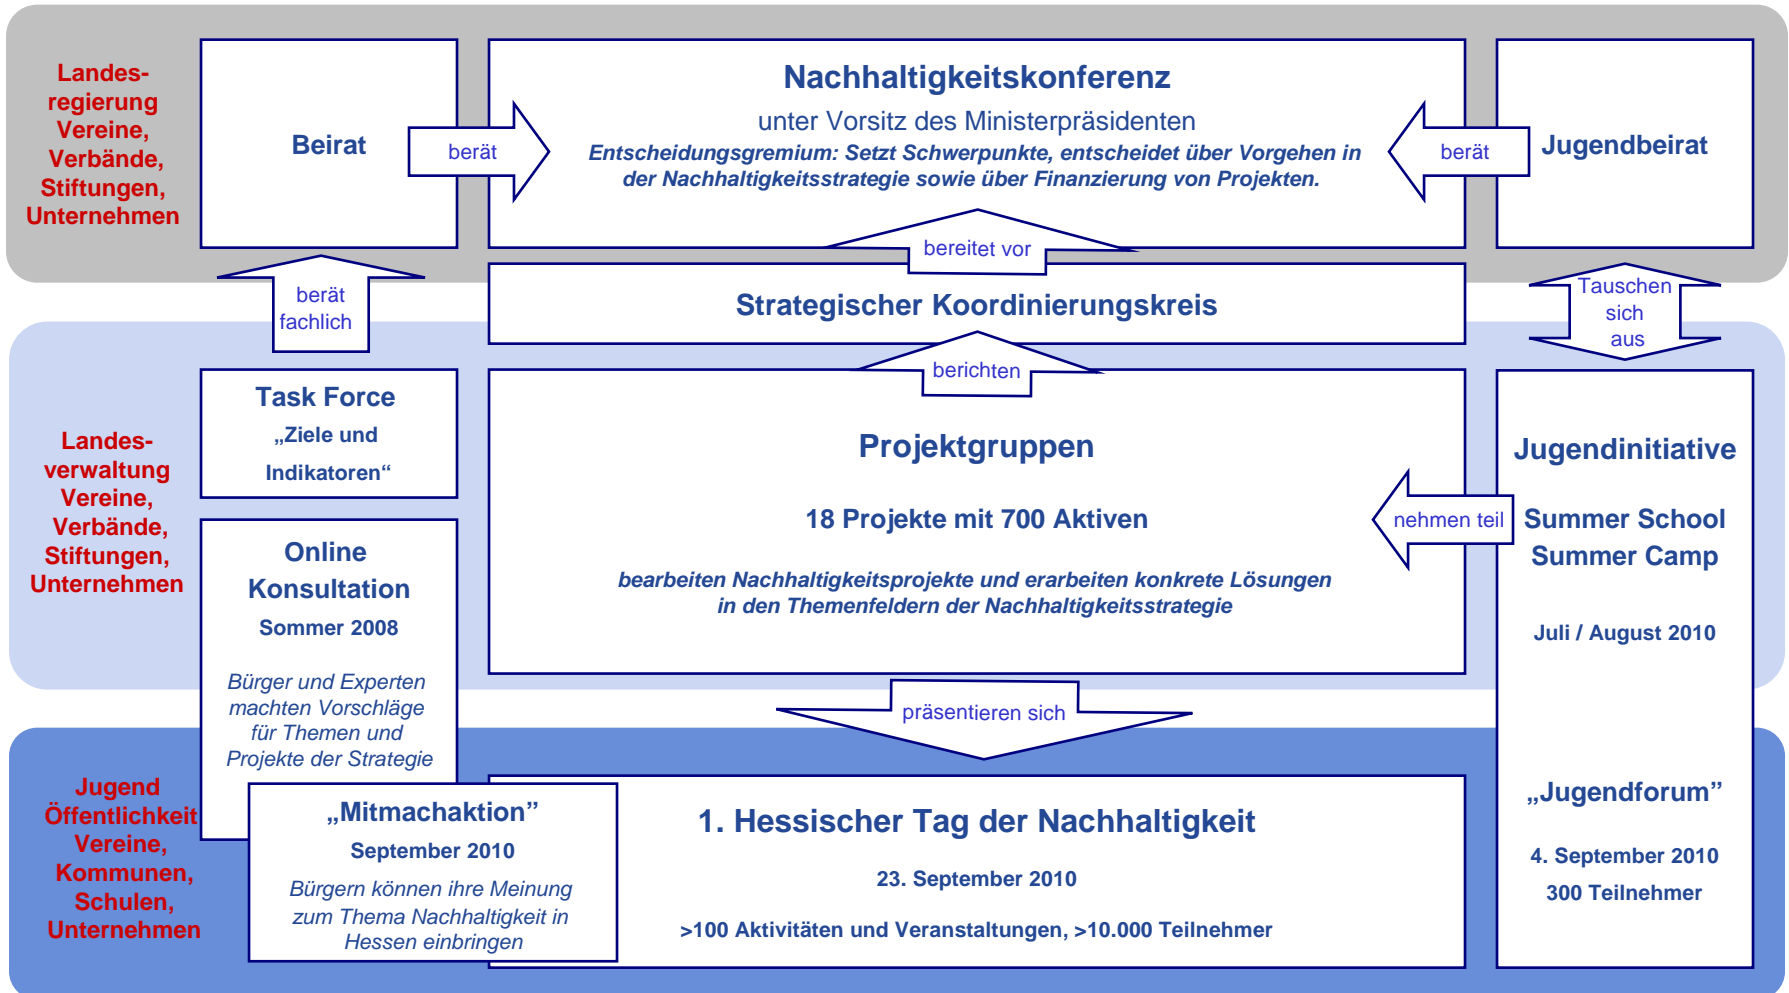 Landes-
regierung
Vereine,
Verbände,
Stiftungen,
Unternehmen
Beirat
berät
Nachhaltigkeitskonferenz
unter Vorsitz des Ministerpräsidenten
Entscheidungsgremium: Setzt Schwerpunkte, entscheidet über Vorgehen in
der Nachhaltigkeitsstrategie sowie über Finanzierung von Projekten.
berät
Jugendbeirat
bereitet vor
berät
fachlich
Strategischer Koordinierungskreis
Tauschen
sich
aus
Landes-
verwaltung
Vereine,
Verbände,
Stiftungen,
Unternehmen
Task Force
„Ziele und
Indikatoren“
Online
Konsultation
Sommer 2008
Bürger und Experten
machten Vorschläge
für Themen und
Projekte der Strategie
berichten
Projektgruppen
18 Projekte mit 700 Aktiven
bearbeiten Nachhaltigkeitsprojekte und erarbeiten konkrete Lösungen
in den Themenfeldern der Nachhaltigkeitsstrategie
nehmen teil
Jugendinitiative
Summer School
Summer Camp
Juli / August 2010
präsentieren sich
Jugend
Öffentlichkeit
Vereine,
Kommunen,
Schulen,
Unternehmen
„Mitmachaktion”
September 2010
Bürgern können ihre Meinung
zum Thema Nachhaltigkeit in
Hessen einbringen
1. Hessischer Tag der Nachhaltigkeit
23. September 2010
>100 Aktivitäten und Veranstaltungen, >10.000 Teilnehmer
„Jugendforum”
4. September 2010
300 Teilnehmer